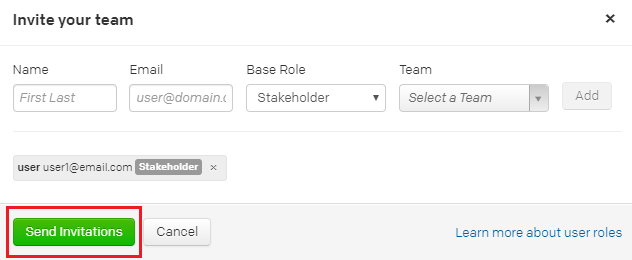 Invite your team ×
Name Email Base Role Team
First Last user@domain.c Stakeholder Select a Team Add
user user1@email.com Stakeholder ×
Send Invitations Cancel Learn more about user roles